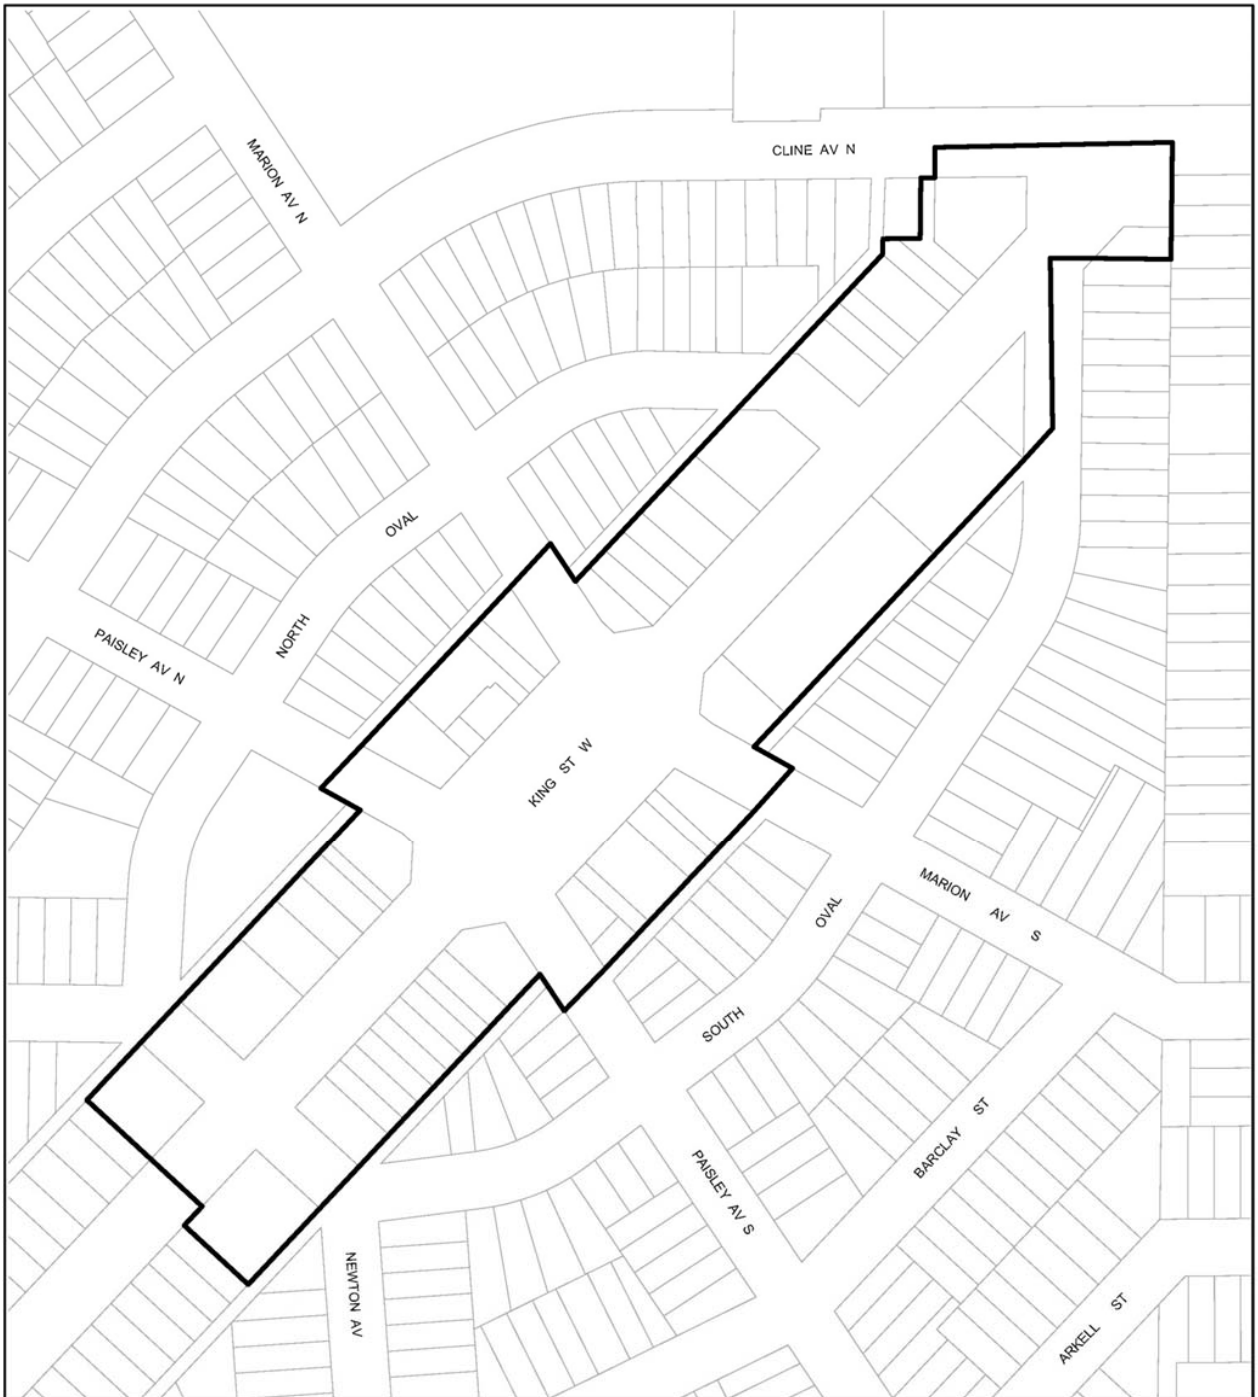 CLINE AV N
MARION AV N
OVAL
NORTH
PAISLEY AV N
KING ST W
MARION AV S
OVAL
SOUTH
BARCLAY ST
PAISLEY AV S
NEWTON AV
ARKELL ST